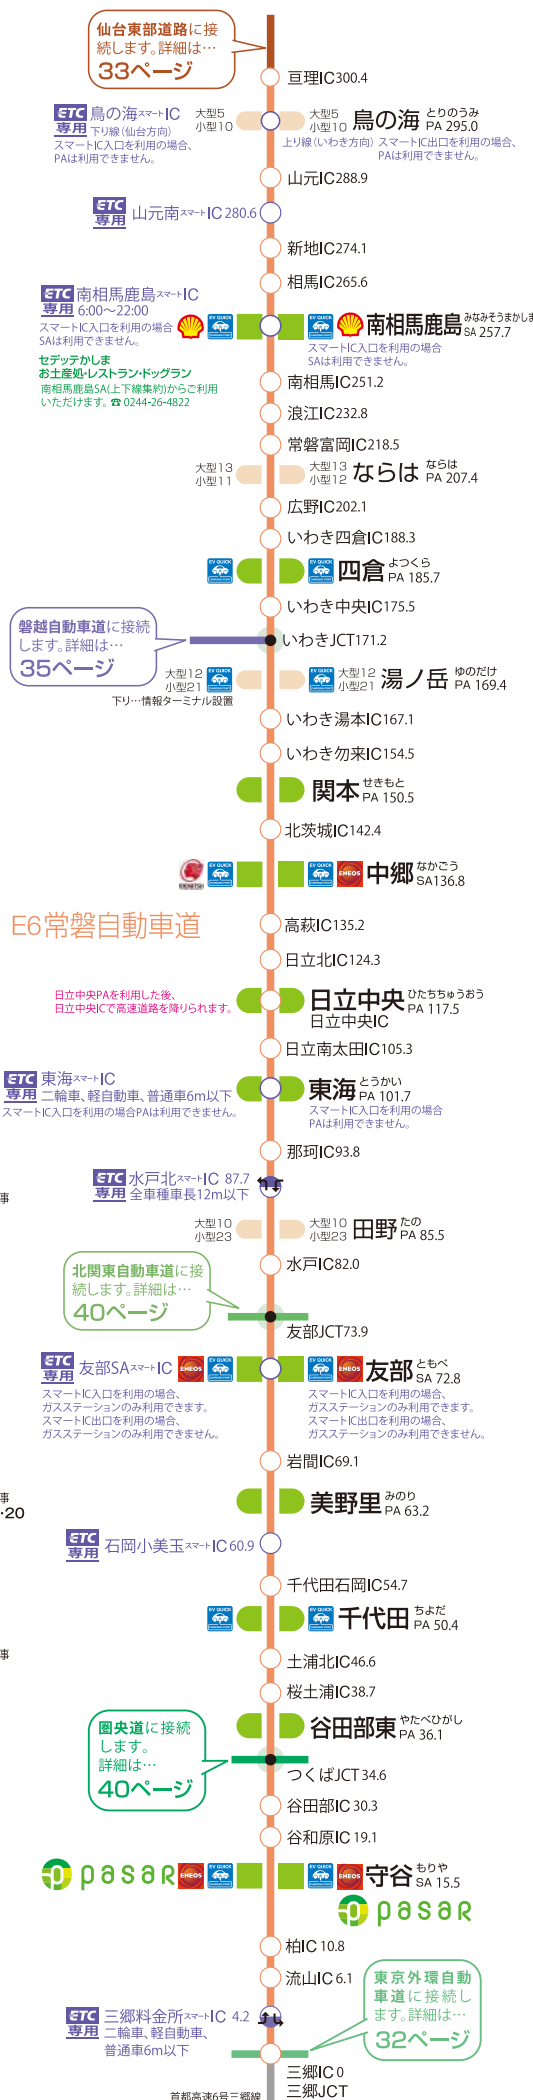 仙台東部道路に接
続します。詳細は…
33ページ
亘理IC300.4
ETC
専用
鳥の海スマートIC
下り線(仙台方向)
スマートIC入口を利用の場合、
PAは利用できません。
大型5
小型10
大型5
小型10
鳥の海
とりのうみ
PA 295.0
上り線(いわき方向)
スマートIC出口を利用の場合、
PAは利用できません。
山元IC288.9
ETC
専用
山元南スマートIC280.6
新地IC274.1
相馬IC265.6
ETC
専用
南相馬鹿島スマートIC
6:00〜22:00
スマートIC入口を利用の場合
SAは利用できません。
EV QUICK
EV QUICK
南相馬鹿島
みなみそうまかしま
SA 257.7
スマートIC入口を利用の場合
SAは利用できません。
セデッテかしま
お土産処・レストラン・ドッグラン
南相馬鹿島SA(上下線集約)からご利用
いただけます。☎0244-26-4822
南相馬IC251.2
浪江IC232.8
常磐富岡IC218.5
大型13
小型11
大型13
小型12
ならは
ならは
PA 207.4
広野IC202.1
いわき四倉IC188.3
EV QUICK
EV QUICK
四倉
よつくら
PA 185.7
いわき中央IC175.5
磐越自動車道に接続
します。詳細は…
35ページ
いわきJCT171.2
大型12
小型21
EV QUICK
下り…情報ターミナル設置
EV QUICK
大型12
小型21
湯ノ岳
ゆのだけ
PA 169.4
いわき湯本IC167.1
いわき勿来IC154.5
関本
せきもと
PA 150.5
北茨城IC142.4
EV QUICK
EV QUICK
ENEOS
中郷
なかごう
SA136.8
E6常磐自動車道
高萩IC135.2
日立北IC124.3
日立中央PAを利用した後、
日立中央ICで高速道路を降りられます。
日立中央
ひたちちゅうおう
PA 117.5
日立中央IC
日立南太田IC105.3
ETC
専用
東海スマートIC
二輪車、軽自動車、普通車6m以下
スマートIC入口を利用の場合PAは利用できません。
東海
とうかい
PA 101.7
スマートIC入口を利用の場合
PAは利用できません。
那珂IC93.8
ETC
専用
水戸北スマートIC 87.7
全車種車長12m以下
大型10
小型23
大型10
小型23
田野
たの
PA 85.5
水戸IC82.0
北関東自動車道に接
続します。詳細は…
40ページ
友部JCT73.9
ETC
専用
友部SAスマートIC
ENEOS
EV QUICK
スマートIC入口を利用の場合、
ガスステーションのみ利用できます。
スマートIC出口を利用の場合、
ガスステーションのみ利用できません。
EV QUICK
ENEOS
友部
ともべ
SA 72.8
スマートIC入口を利用の場合、
ガスステーションのみ利用できます。
スマートIC出口を利用の場合、
ガスステーションのみ利用できません。
岩間IC69.1
美野里
みのり
PA 63.2
・20
ETC
専用
石岡小美玉スマートIC60.9
千代田石岡IC54.7
EV QUICK
EV QUICK
千代田
ちよだ
PA 50.4
土浦北IC46.6
桜土浦IC38.7
谷田部東
やたべひがし
PA 36.1
圏央道に接続
します。
詳細は…
40ページ
つくばJCT34.6
谷田部IC 30.3
谷和原IC 19.1
pasar
ENEOS
EV QUICK
EV QUICK
ENEOS
守谷
もりや
SA 15.5
pasar
柏IC 10.8
流山IC 6.1
東京外環自動
車道に接続し
ます。詳細は…
32ページ
ETC
専用
三郷料金所スマートIC 4.2
二輪車、軽自動車、
普通車6m以下
三郷IC 0
三郷JCT
首都高速6号三郷線